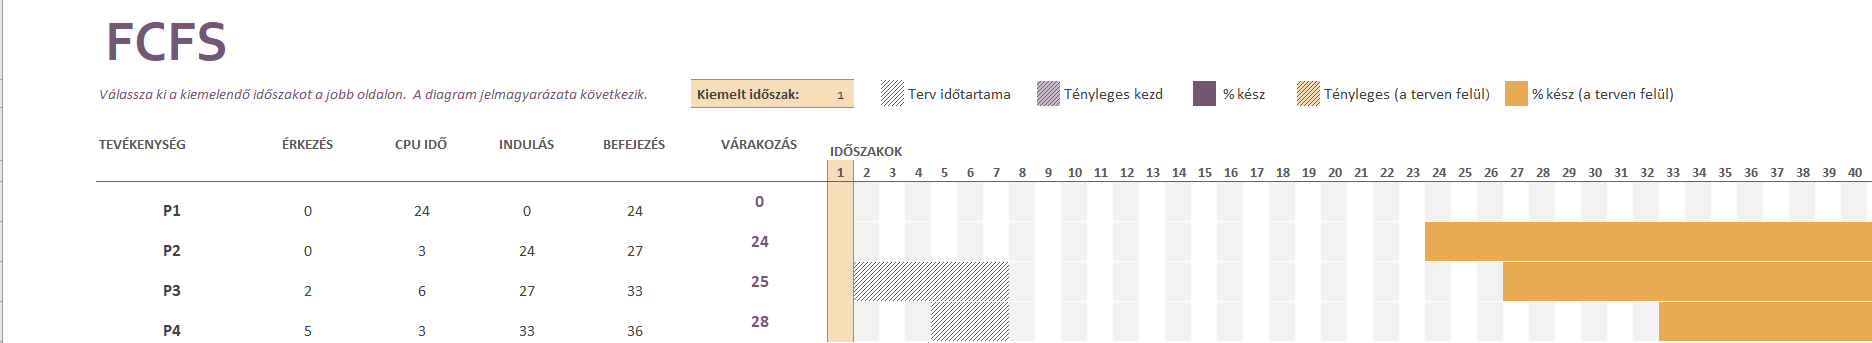 FCFS
Válassza ki a kiemelendő időszakot a jobb oldalon. A diagram jelmagyarázata következik.
Kiemelt időszak: 1
Terv időtartama
Tényleges kezd
% kész
Tényleges (a terven felül)
% kész (a terven felül)
TEVÉKENYSÉG ÉRKEZÉS CPU IDŐ INDULÁS BEFEJEZÉS VÁRAKOZÁS
IDŐSZAKOK
1 2 3 4 5 6 7 8 9 10 11 12 13 14 15 16 17 18 19 20 21 22 23 24 25 26 27 28 29 30 31 32 33 34 35 36 37 38 39 40
P1 0 24 0 24 0
P2 0 3 24 27 24
P3 2 6 27 33 25
P4 5 3 33 36 28